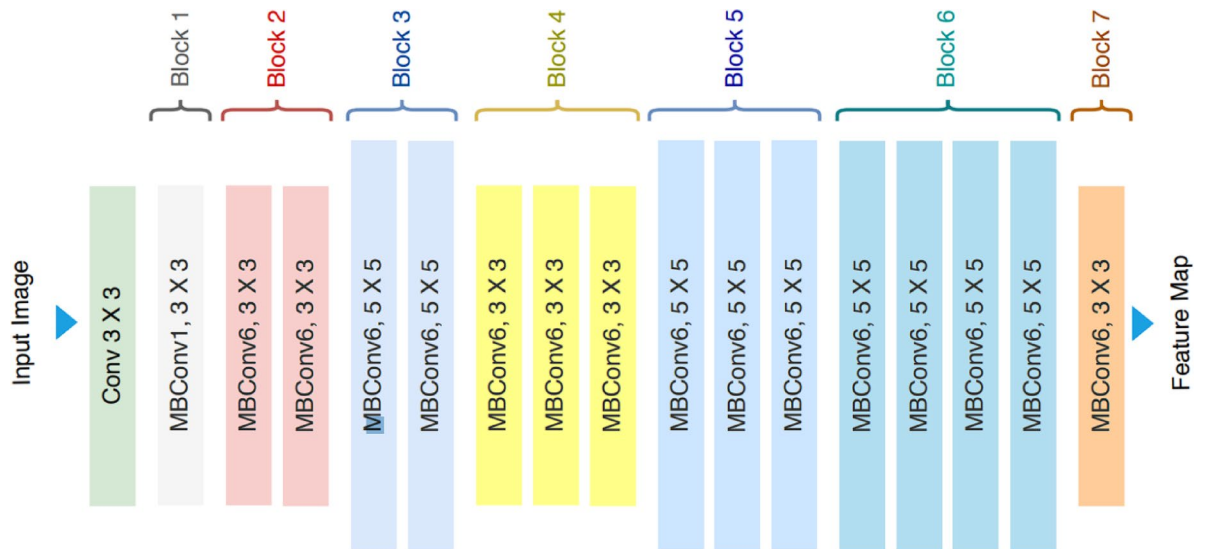 Block 1
Block 2
Block 3
Block 4
Block 5
Block 6
Block 7
Input Image
Conv 3 X 3
MBConv1, 3 X 3
MBConv6, 3 X 3
MBConv6, 3 X 3
MBConv6, 5 X 5
MBConv6, 5 X 5
MBConv6, 3 X 3
MBConv6, 3 X 3
MBConv6, 3 X 3
MBConv6, 5 X 5
MBConv6, 5 X 5
MBConv6, 5 X 5
MBConv6, 5 X 5
MBConv6, 5 X 5
MBConv6, 5 X 5
MBConv6, 5 X 5
MBConv6, 3 X 3
Feature Map